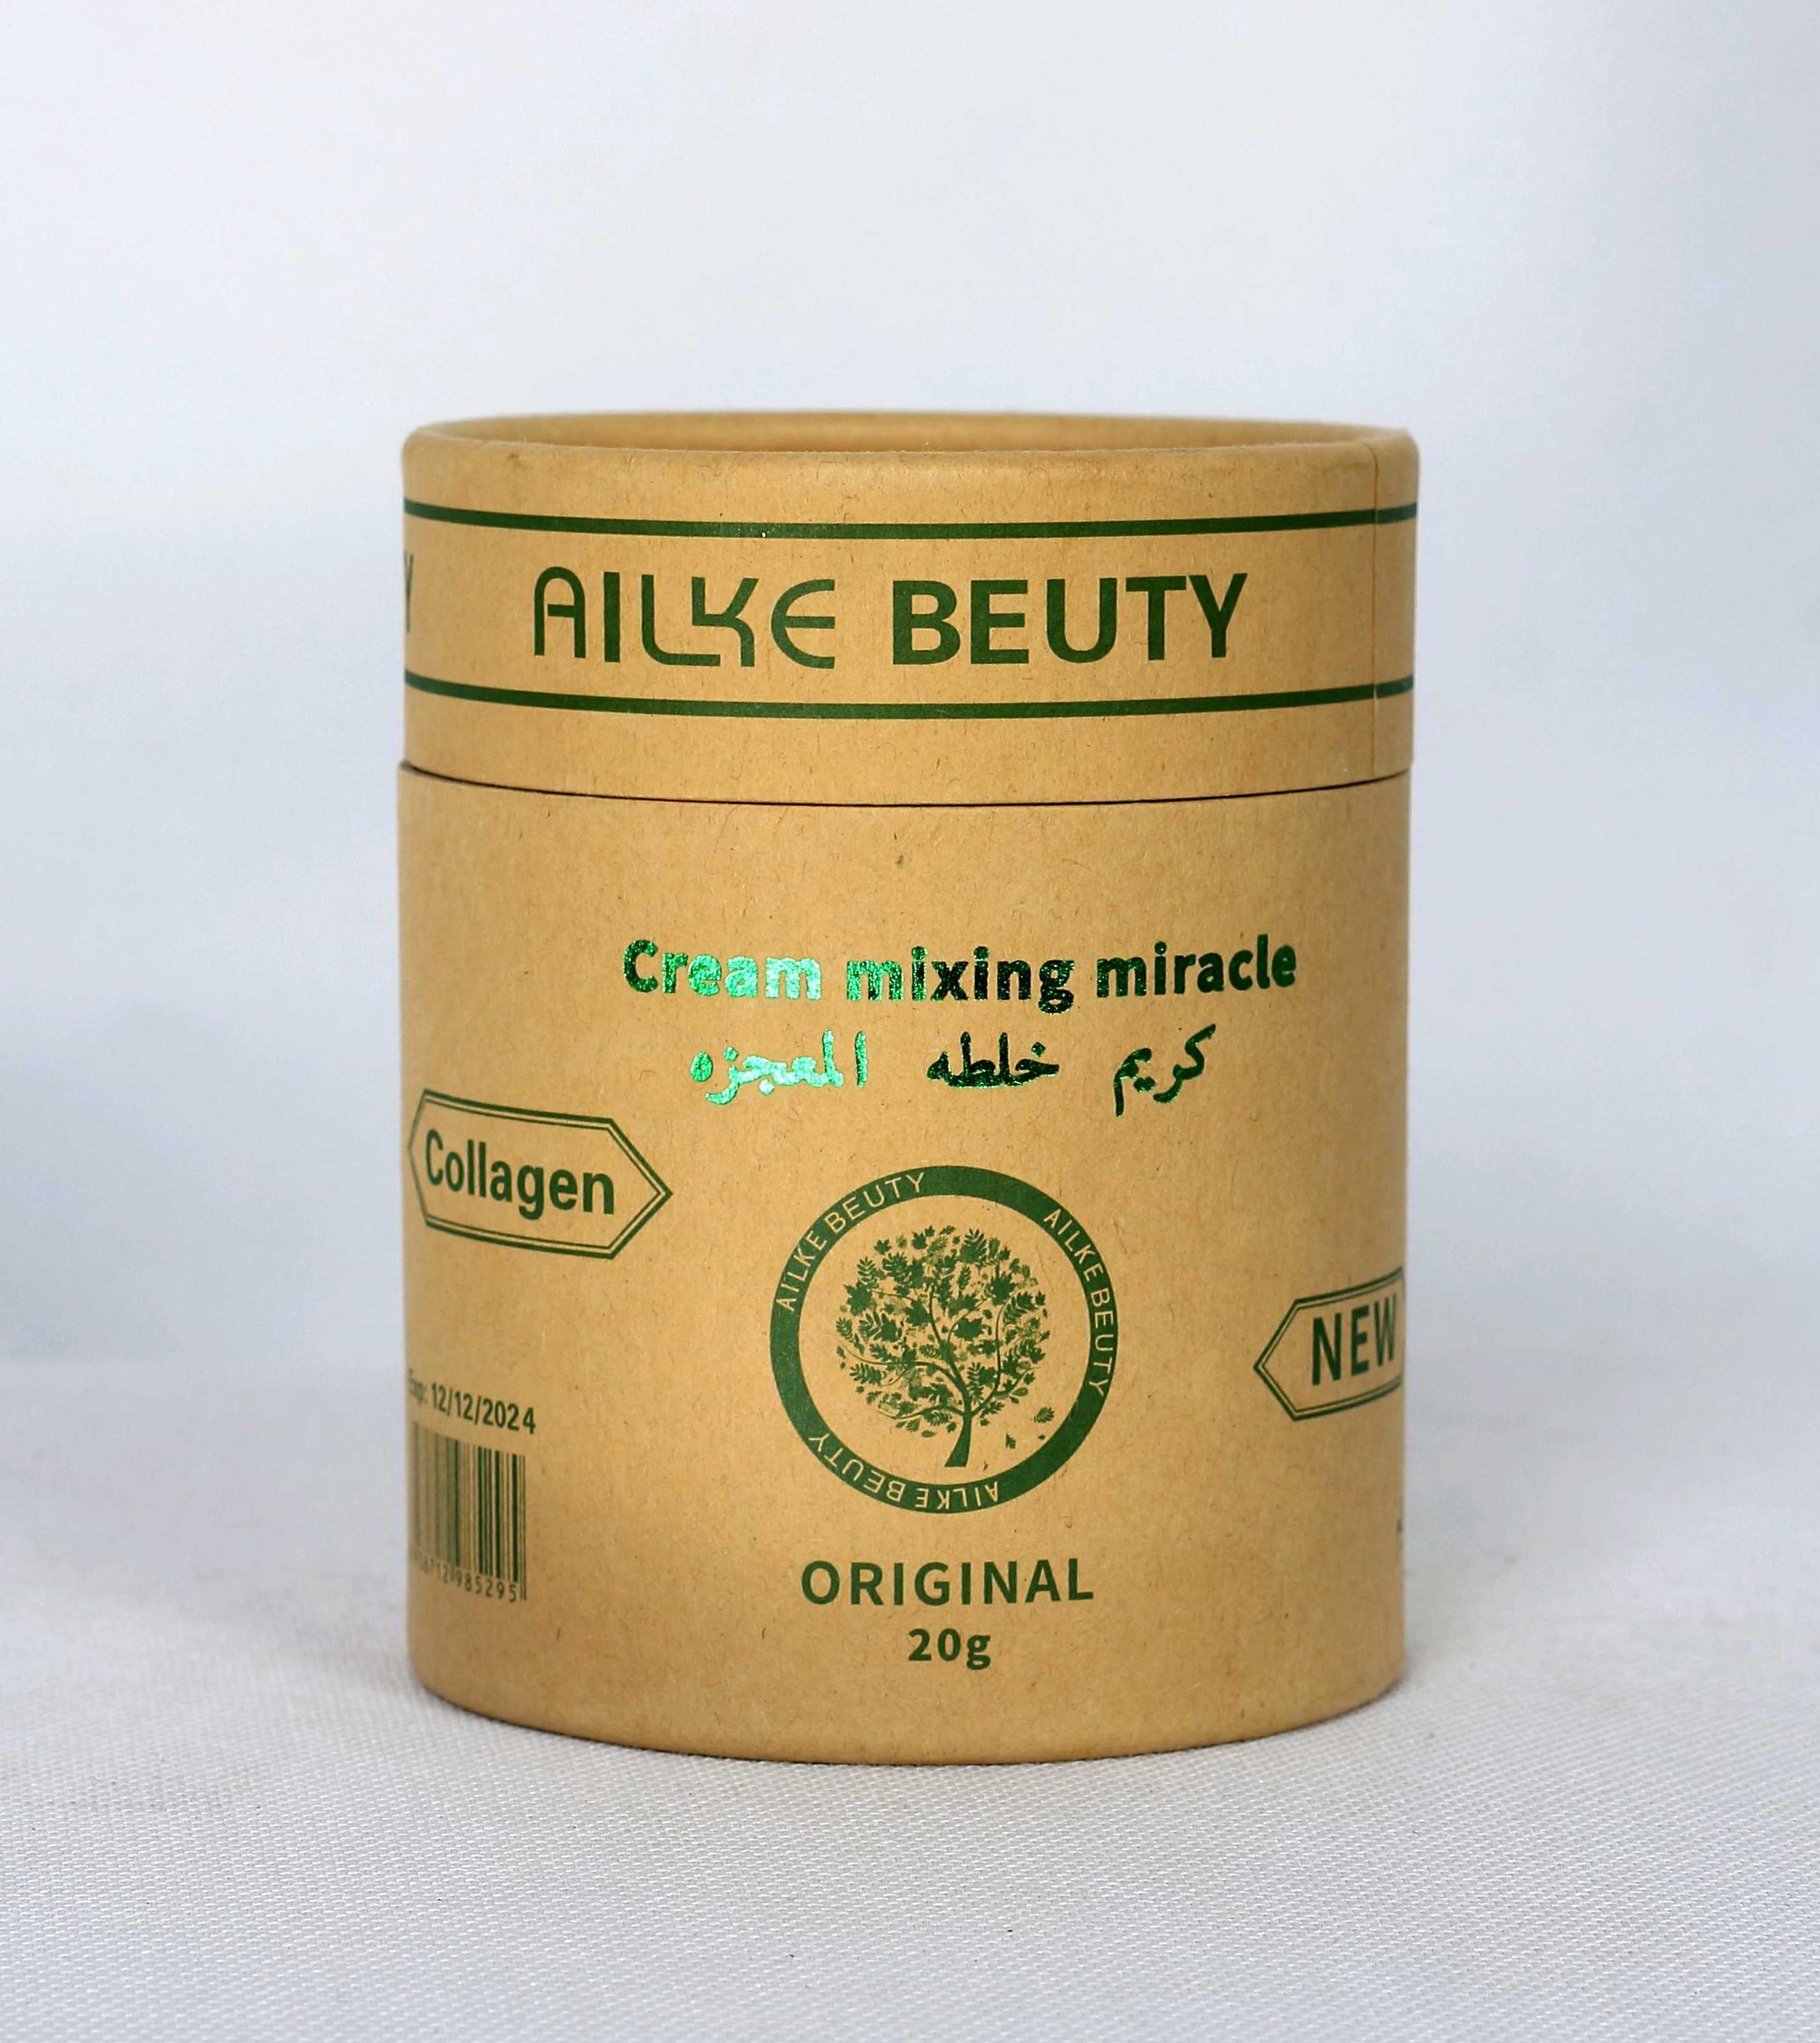 AILKE BEUTY
Cream mixing miracle
كريم خلطه المعجزه
Collagen
AILKE BEUTY
AILKE BEUTY
AILKE BEUTY
NEW
Exp: 12/12/2024
985295
ORIGINAL
20g